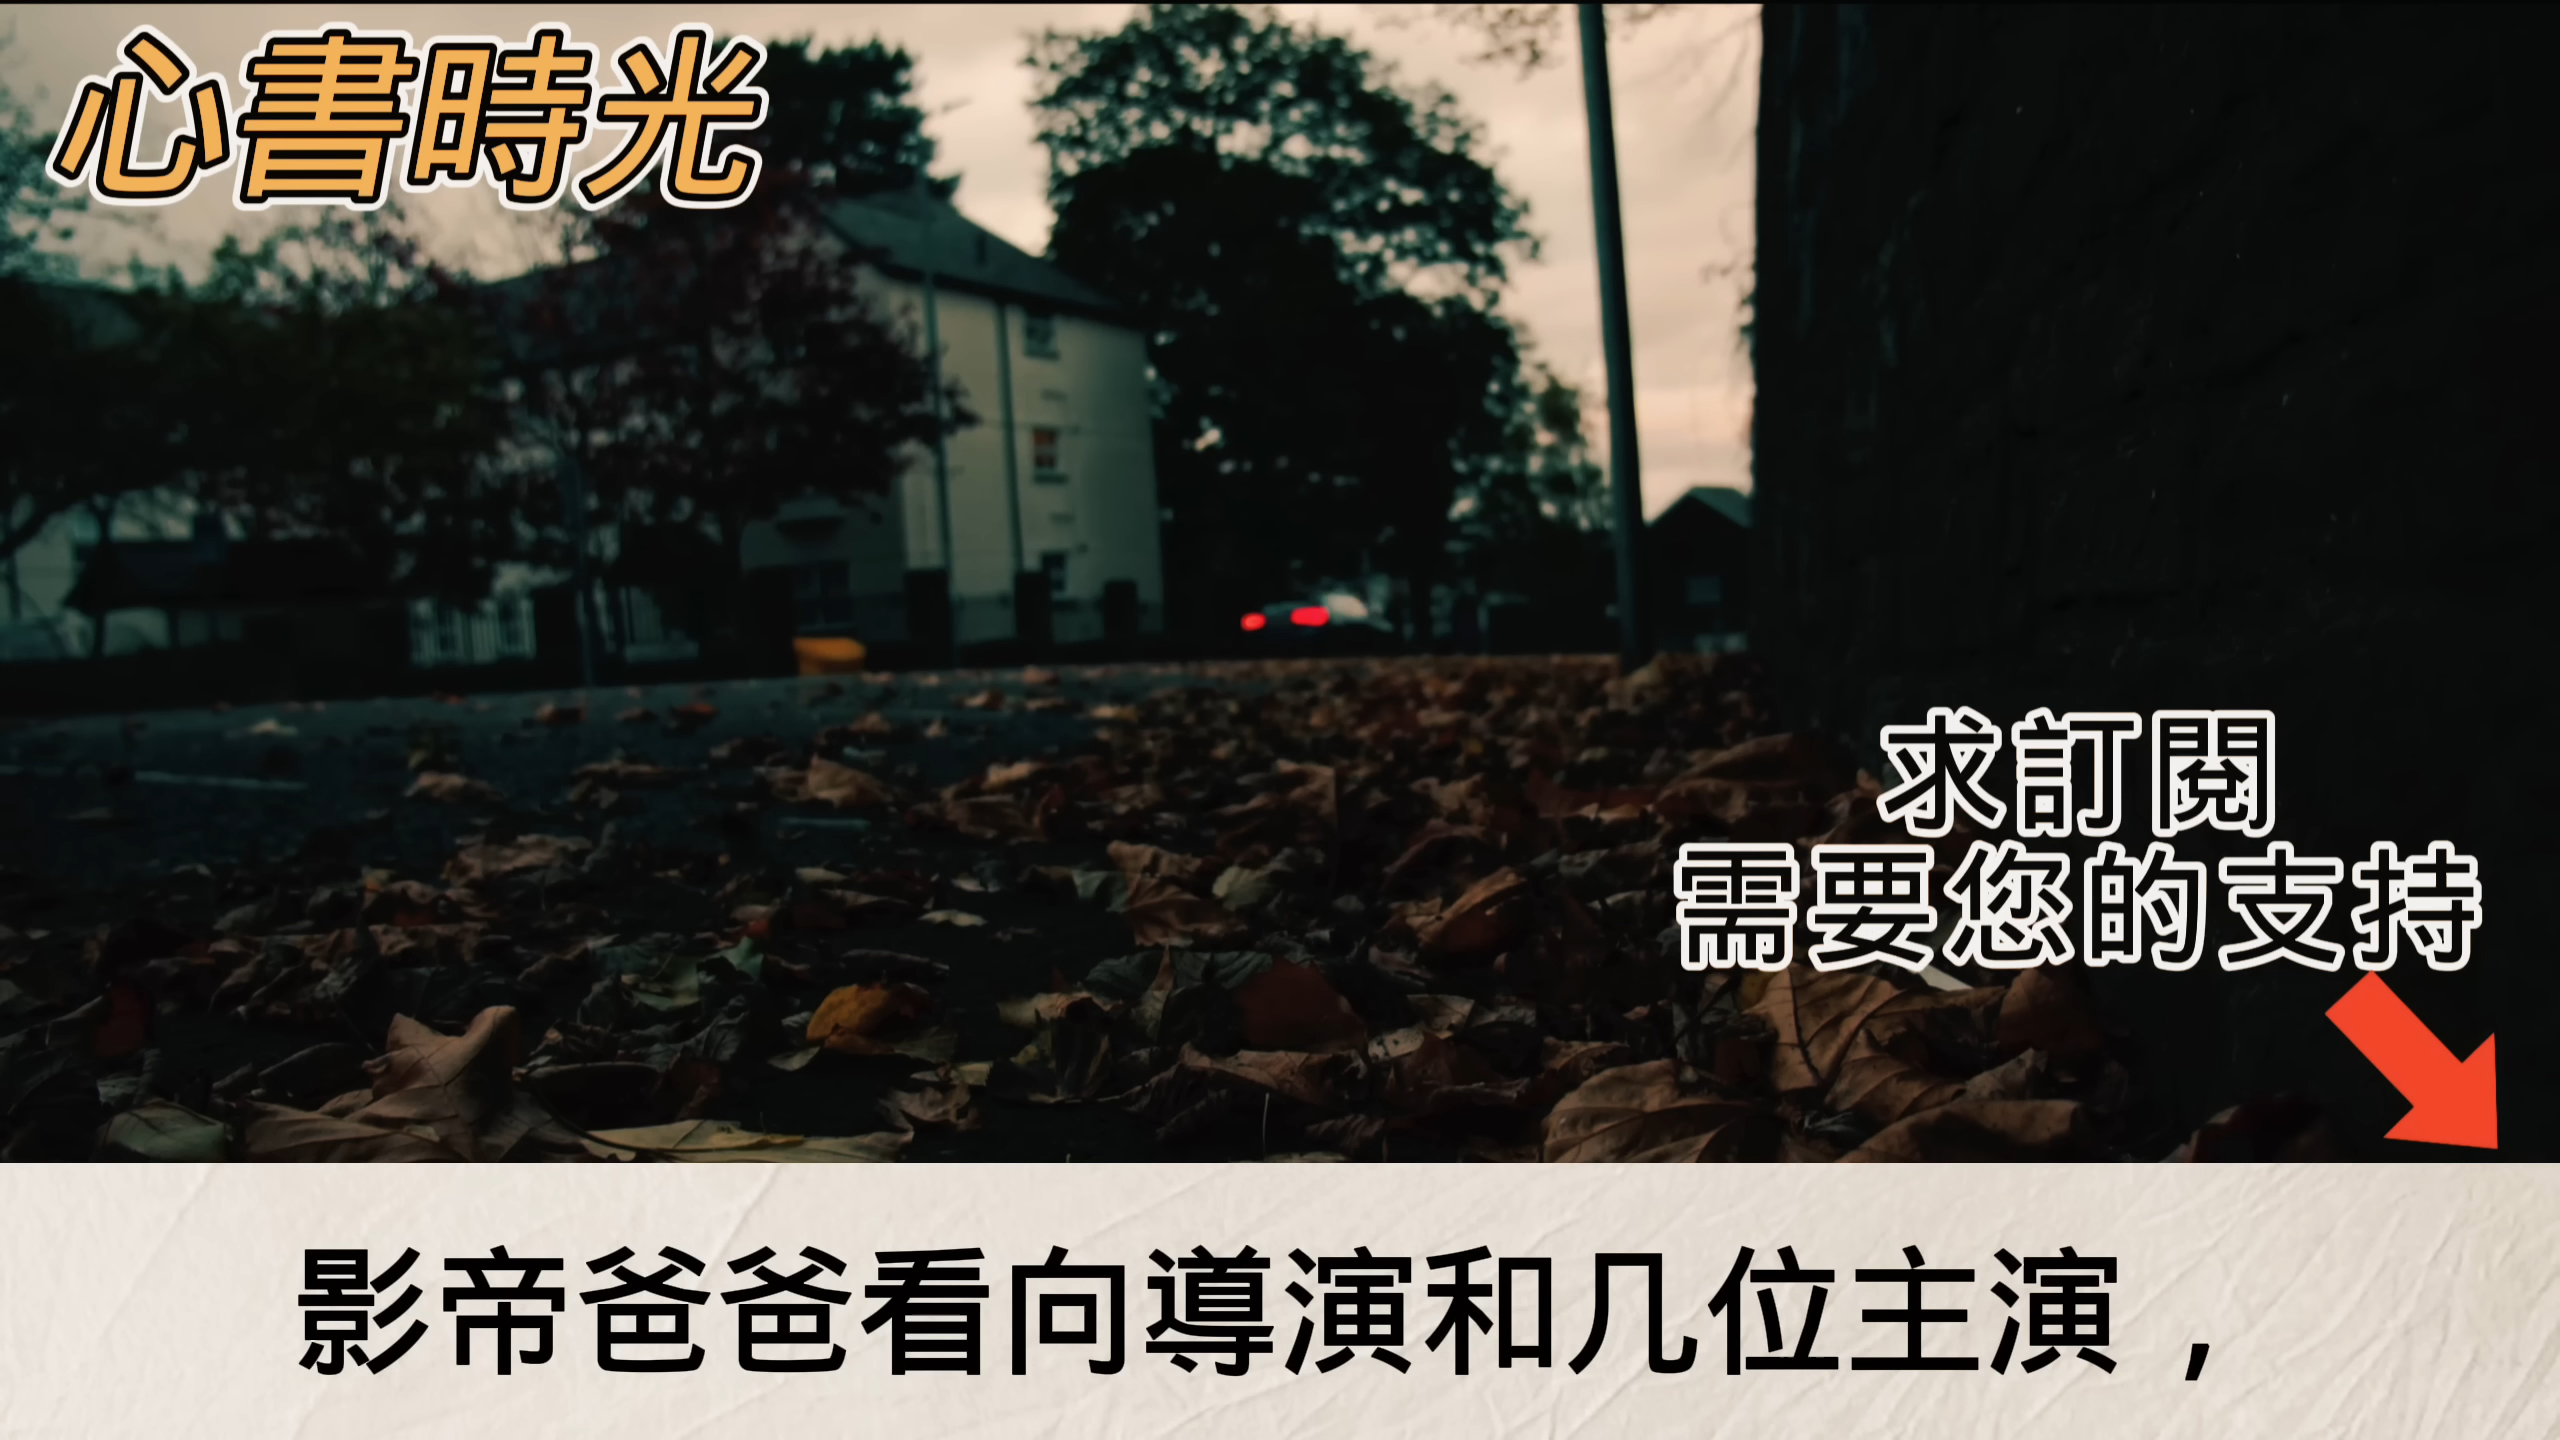 心書時光
求訂閱
需要您的支持
影帝爸爸看向導演和几位主演，